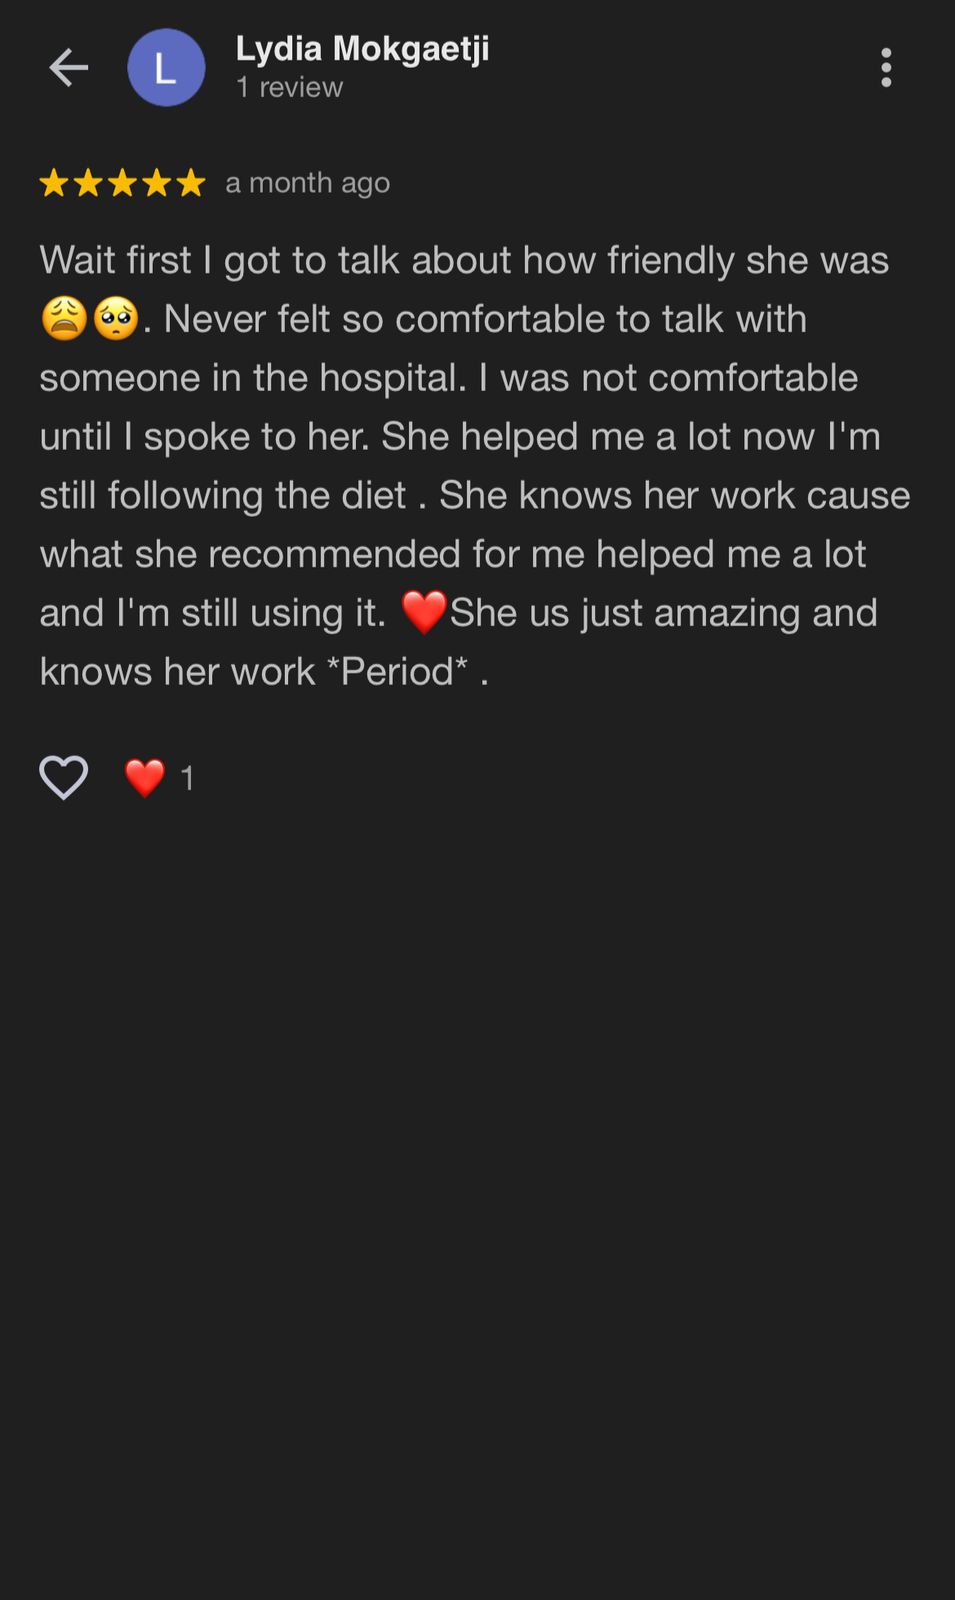 L
Lydia Mokgaetji
1 review
a month ago
Wait first I got to talk about how friendly she was
😩🥺. Never felt so comfortable to talk with
someone in the hospital. I was not comfortable
until I spoke to her. She helped me a lot now I'm
still following the diet . She knows her work cause
what she recommended for me helped me a lot
and I'm still using it. ❤️She us just amazing and
knows her work *Period* .
❤️ 1